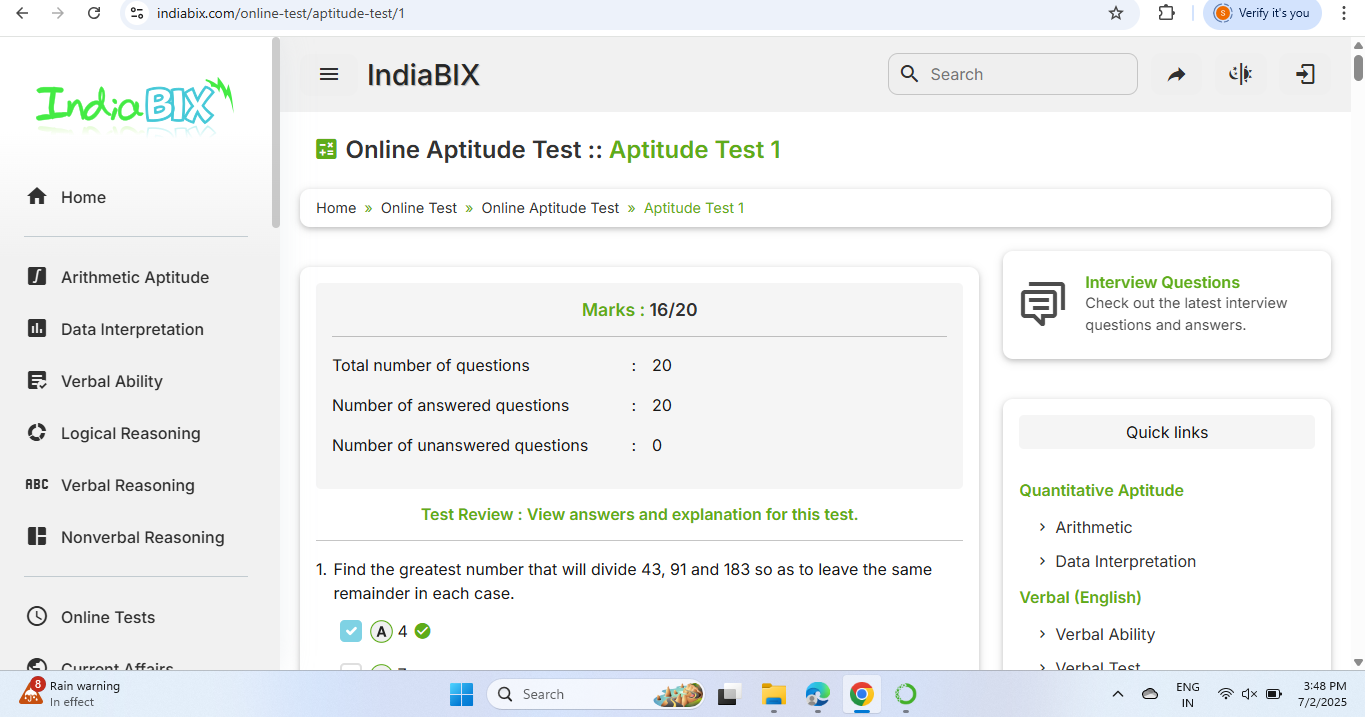 indiabix.com/online-test/aptitude-test/1
S
Verify it's you
IndiaBIX
Home
Arithmetic Aptitude
Data Interpretation
Verbal Ability
Logical Reasoning
ABC Verbal Reasoning
Nonverbal Reasoning
Online Tests
Current Affairs
IndiaBIX
Search
Online Aptitude Test :: Aptitude Test 1
Home » Online Test » Online Aptitude Test » Aptitude Test 1
Marks : 16/20
Total number of questions : 20
Number of answered questions : 20
Number of unanswered questions : 0
Test Review : View answers and explanation for this test.
1. Find the greatest number that will divide 43, 91 and 183 so as to leave the same
remainder in each case.
A 4
Interview Questions
Check out the latest interview
questions and answers.
Quick links
Quantitative Aptitude
› Arithmetic
› Data Interpretation
Verbal (English)
› Verbal Ability
› Verbal Test
8
Rain warning
In effect
Search
ENG
IN
3:48 PM
7/2/2025